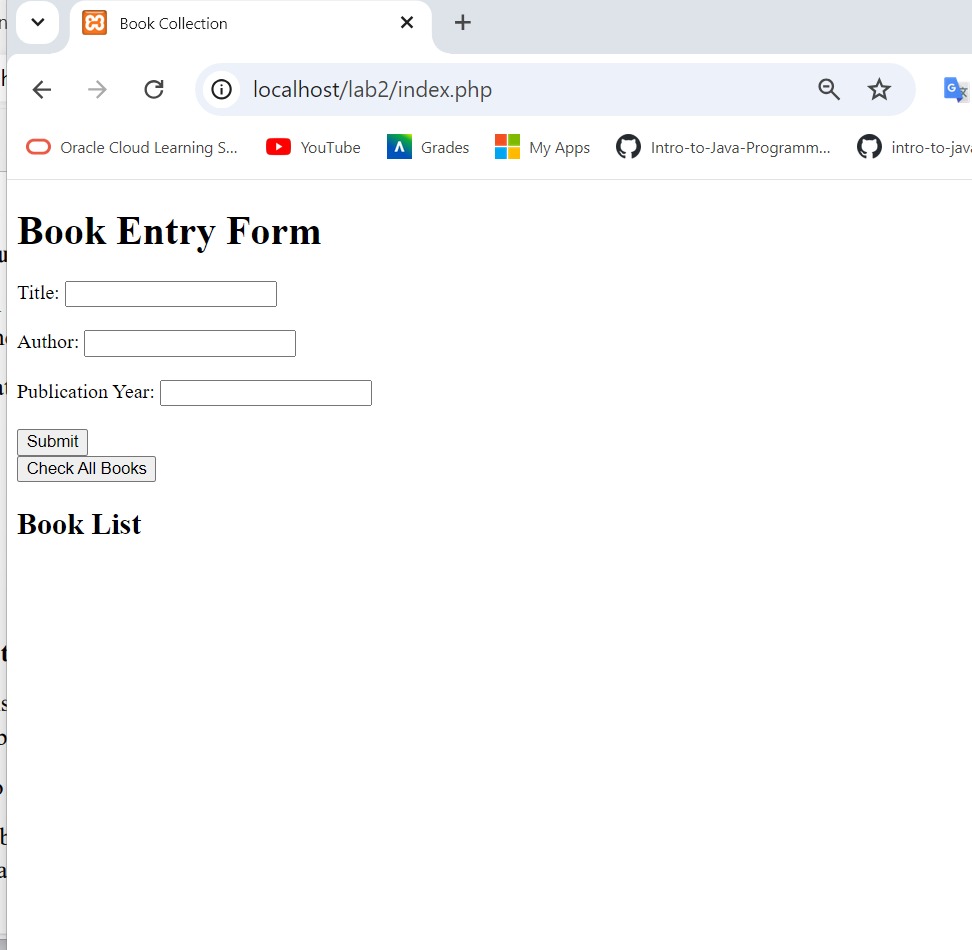 Book Collection
localhost/lab2/index.php
Oracle Cloud Learning S... YouTube Grades My Apps Intro-to-Java-Programm... intro-to-jav
Book Entry Form
Title:
Author:
Publication Year:
Submit
Check All Books
Book List